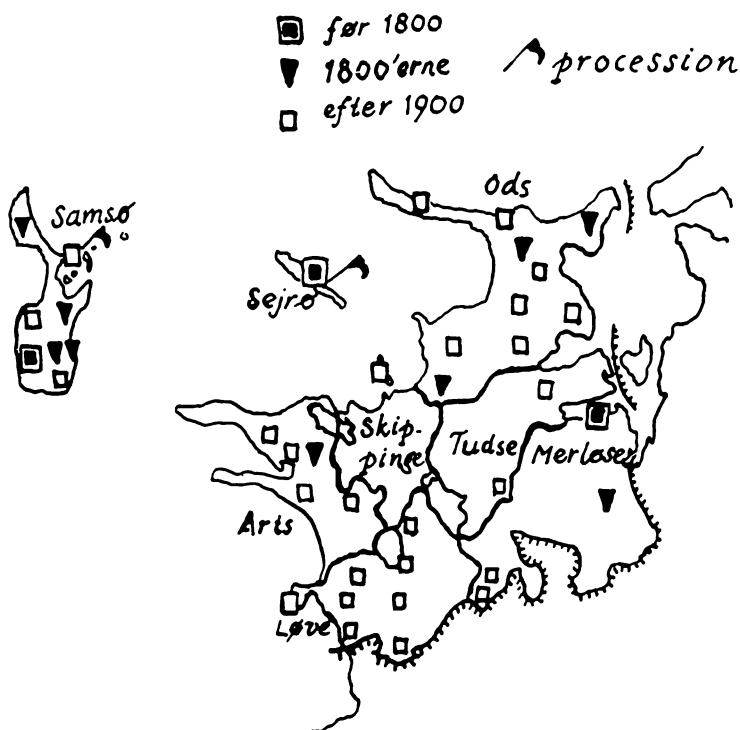 før 1800
1800'erne
procession
efter 1900
Ods
Samsø
Sejrø
Skip-
pinge
Tudse
Merløse
Arts
Løve